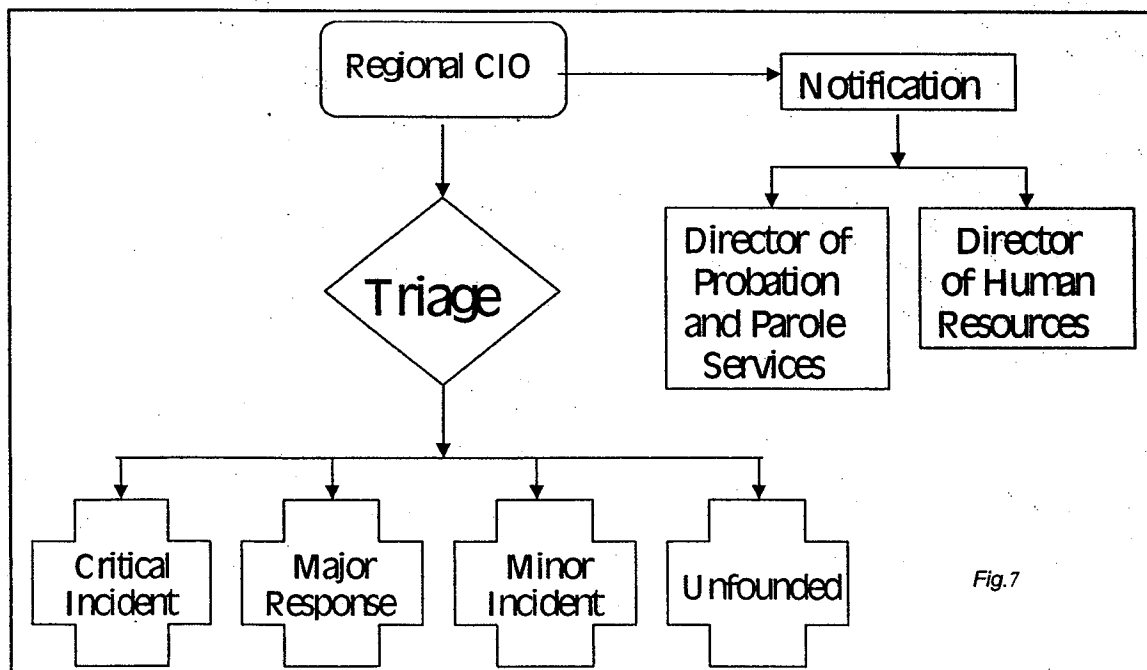 Regional CIO
Notification
Director of
Probation
and Parole
Services
Director
of Human
Resources
Triage
Critical
Incident
Major
Response
Minor
Incident
Unfounded
Fig.7